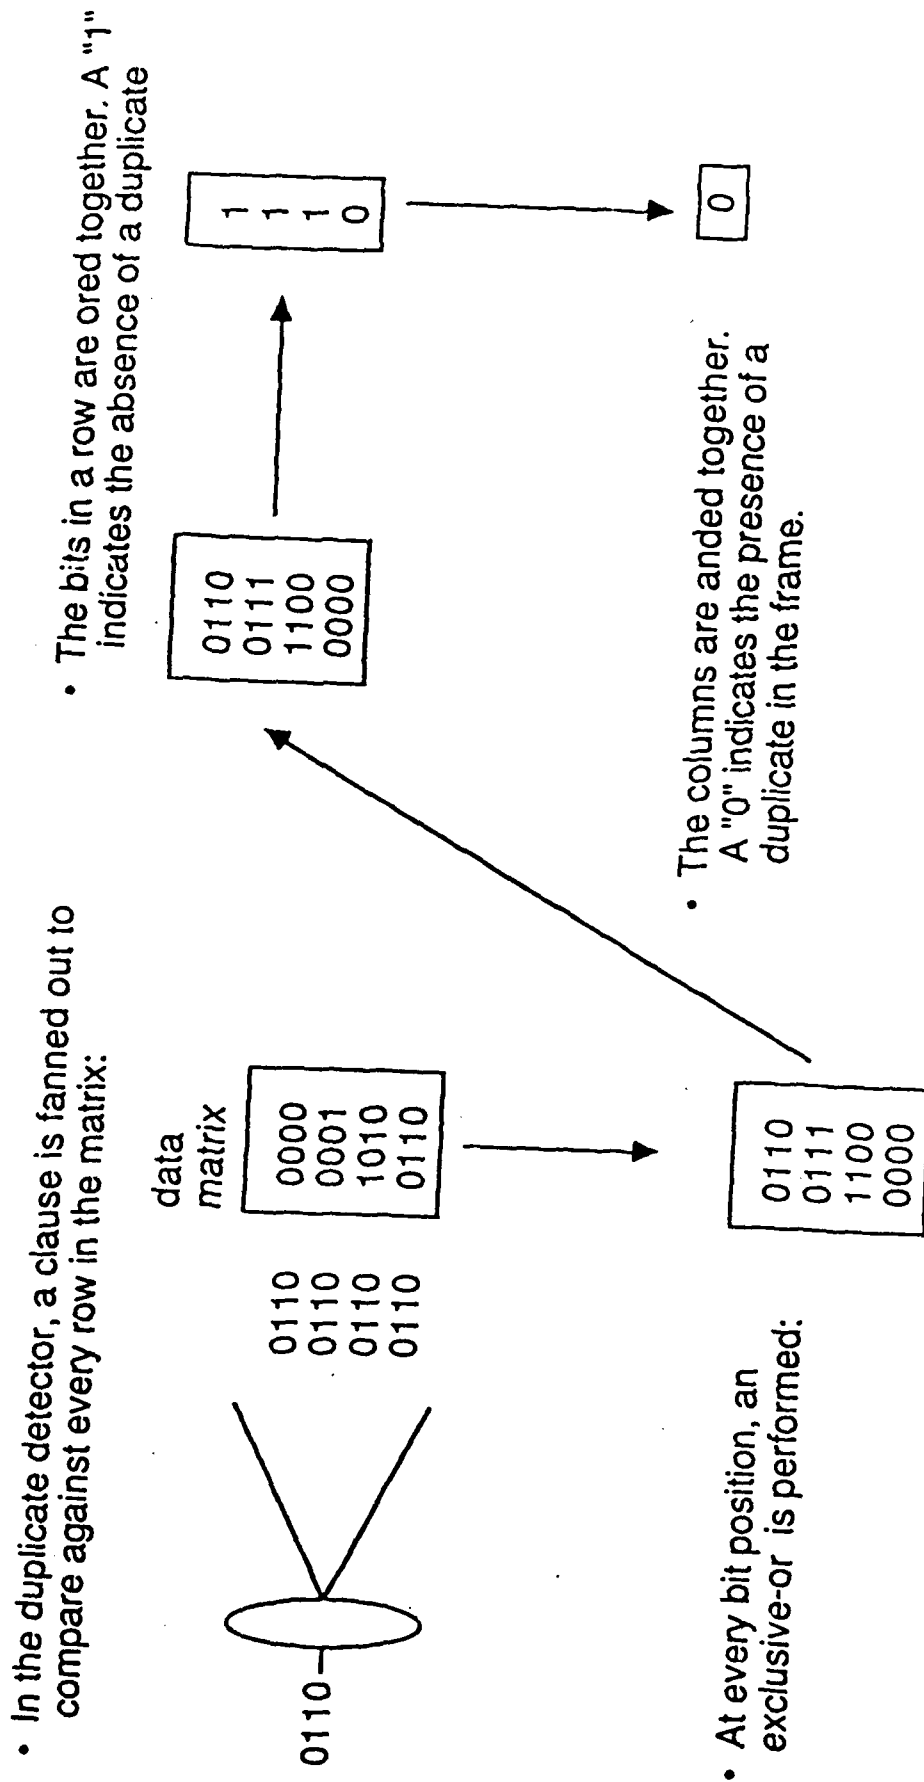 • In the duplicate detector, a clause is fanned out to
compare against every row in the matrix:
0110
0110
0110
0110
0110
data
matrix
0000
0001
1010
0110
• At every bit position, an
exclusive-or is performed:
0110
0111
1100
0000
• The bits in a row are ored together. A "1"
indicates the absence of a duplicate
0110
0111
1100
0000
1
1
1
0
• The columns are anded together.
A "0" indicates the presence of a
duplicate in the frame.
0